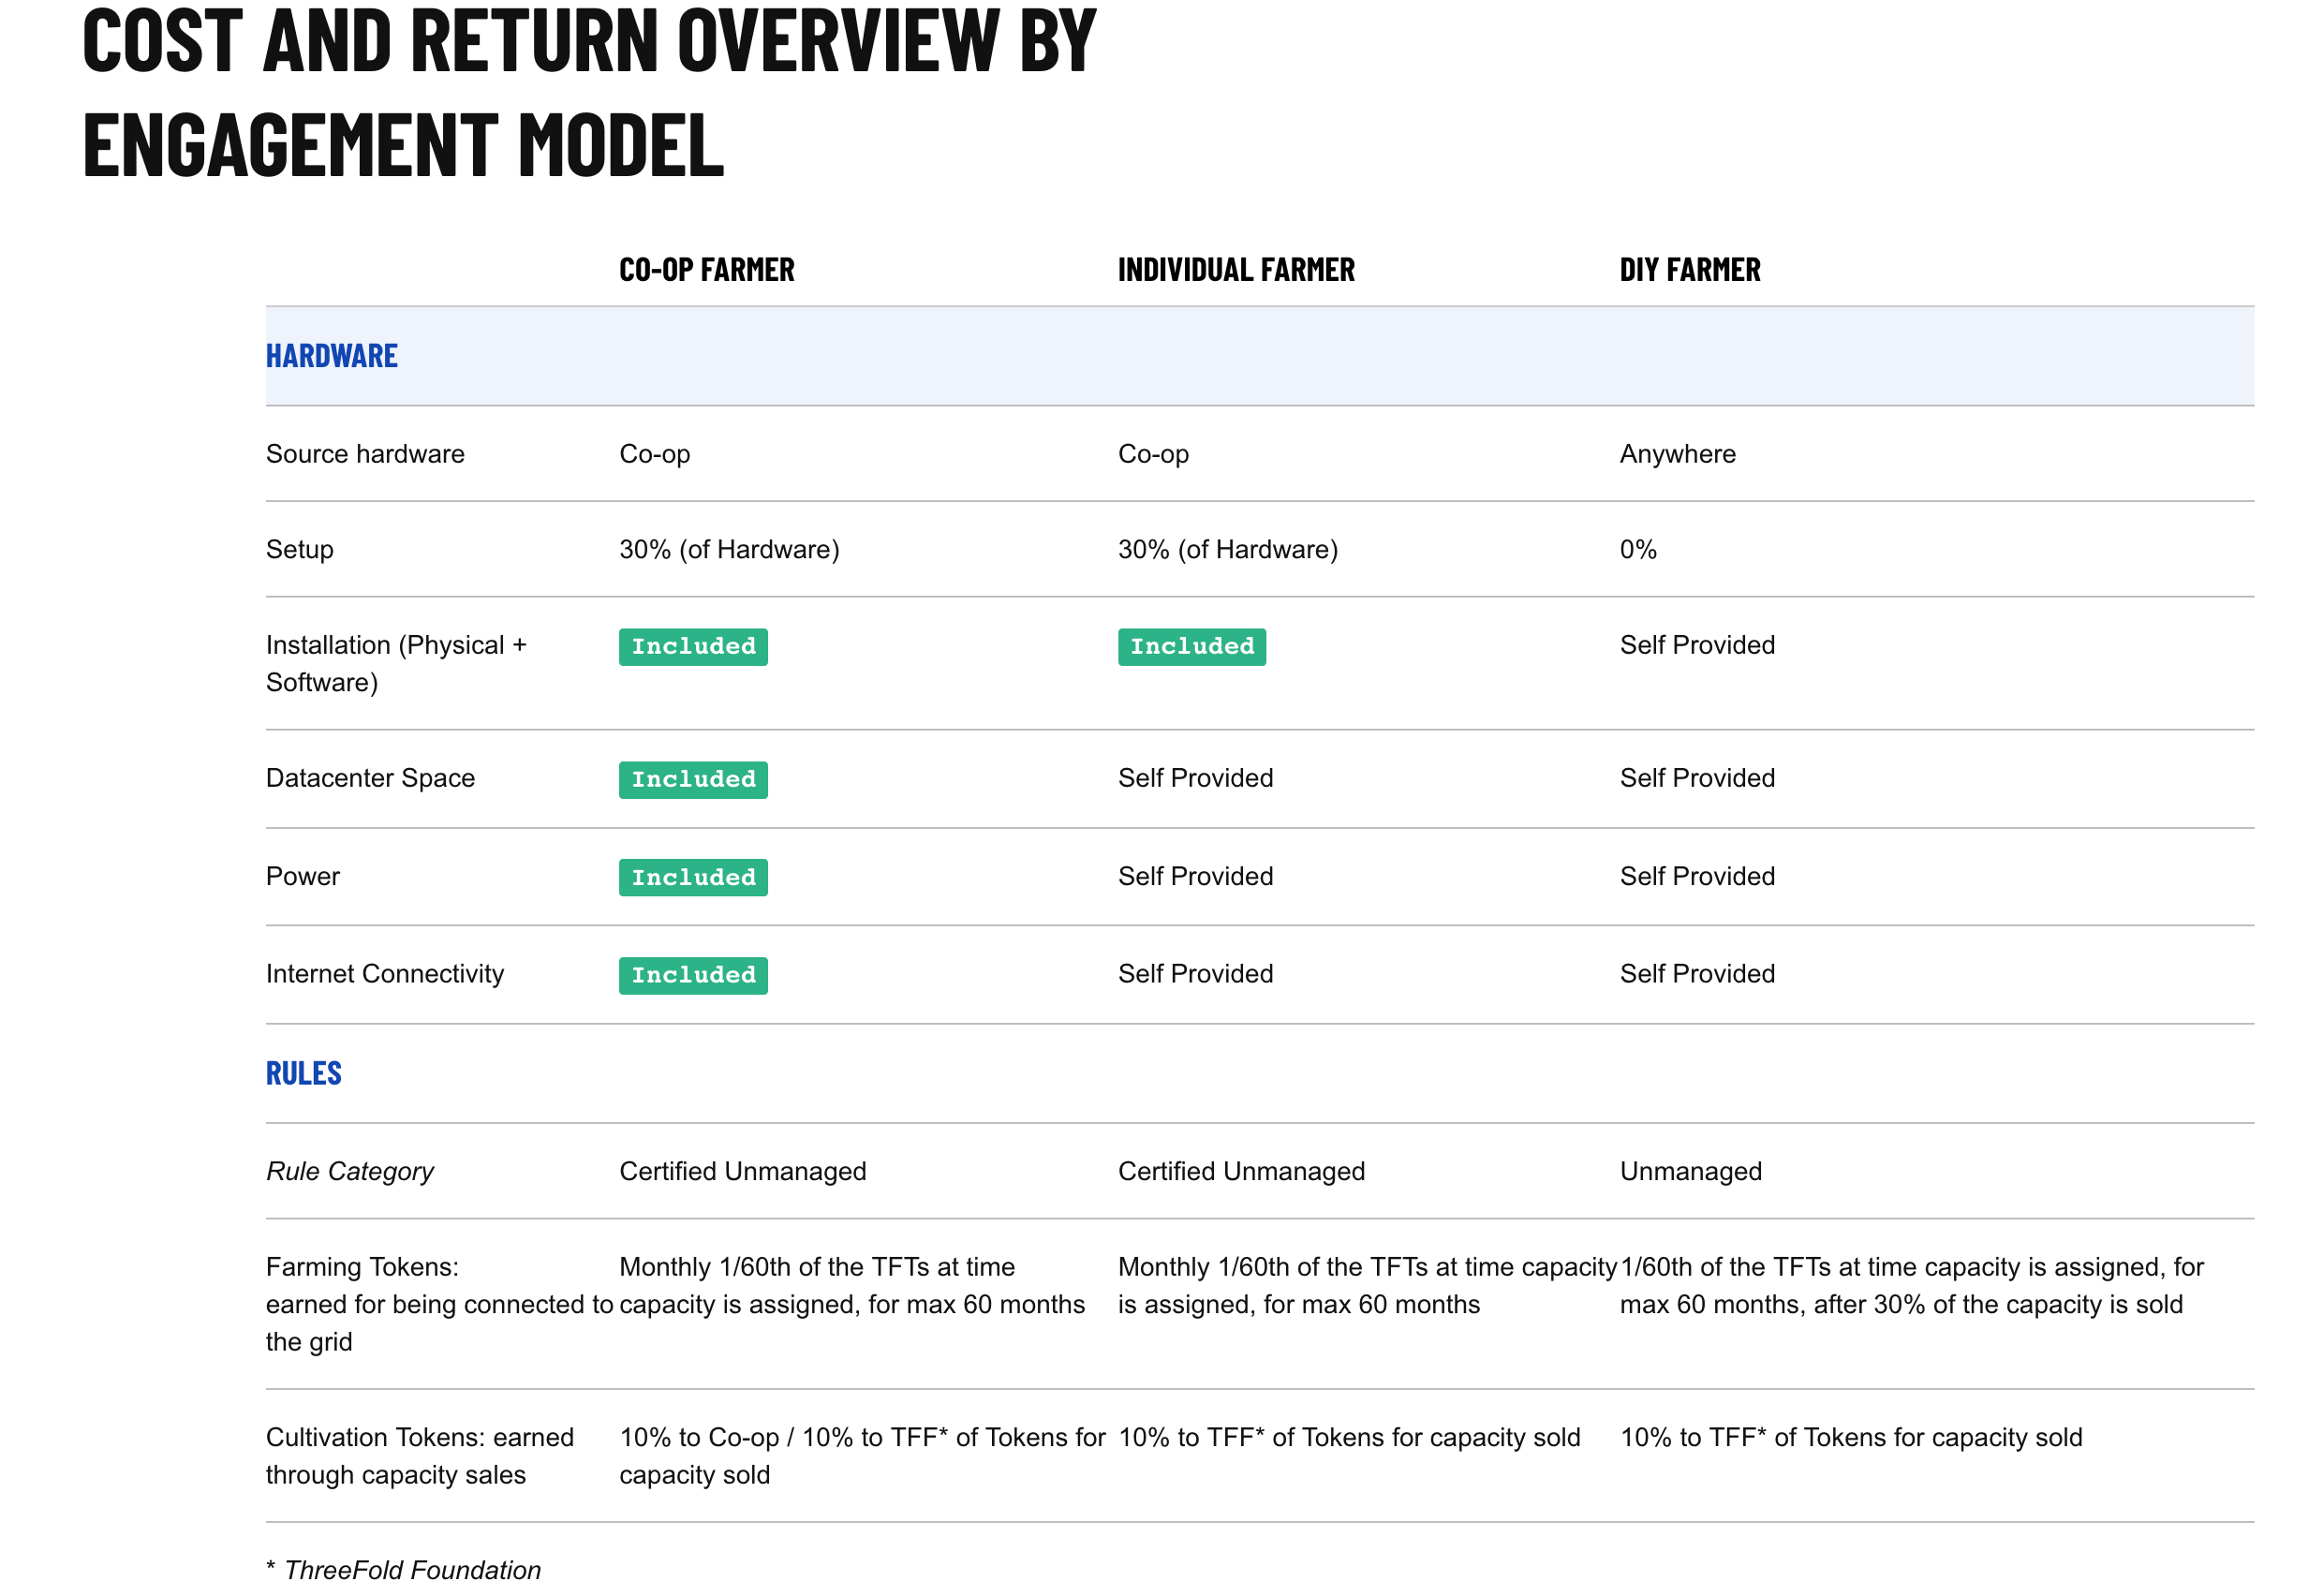 COST AND RETURN OVERVIEW BY
ENGAGEMENT MODEL
CO-OP FARMER INDIVIDUAL FARMER DIY FARMER
HARDWARE
Source hardware Co-op Co-op Anywhere
Setup 30% (of Hardware) 30% (of Hardware) 0%
Installation (Physical + Included Included Self Provided
Software)
Datacenter Space Included Self Provided Self Provided
Power Included Self Provided Self Provided
Internet Connectivity Included Self Provided Self Provided
RULES
Rule Category Certified Unmanaged Certified Unmanaged Unmanaged
Farming Tokens: Monthly 1/60th of the TFTs at time Monthly 1/60th of the TFTs at time capacity 1/60th of the TFTs at time capacity is assigned, for
earned for being connected to capacity is assigned, for max 60 months is assigned, for max 60 months max 60 months, after 30% of the capacity is sold
the grid
Cultivation Tokens: earned 10% to Co-op / 10% to TFF* of Tokens for 10% to TFF* of Tokens for capacity sold 10% to TFF* of Tokens for capacity sold
through capacity sales capacity sold
* ThreeFold Foundation